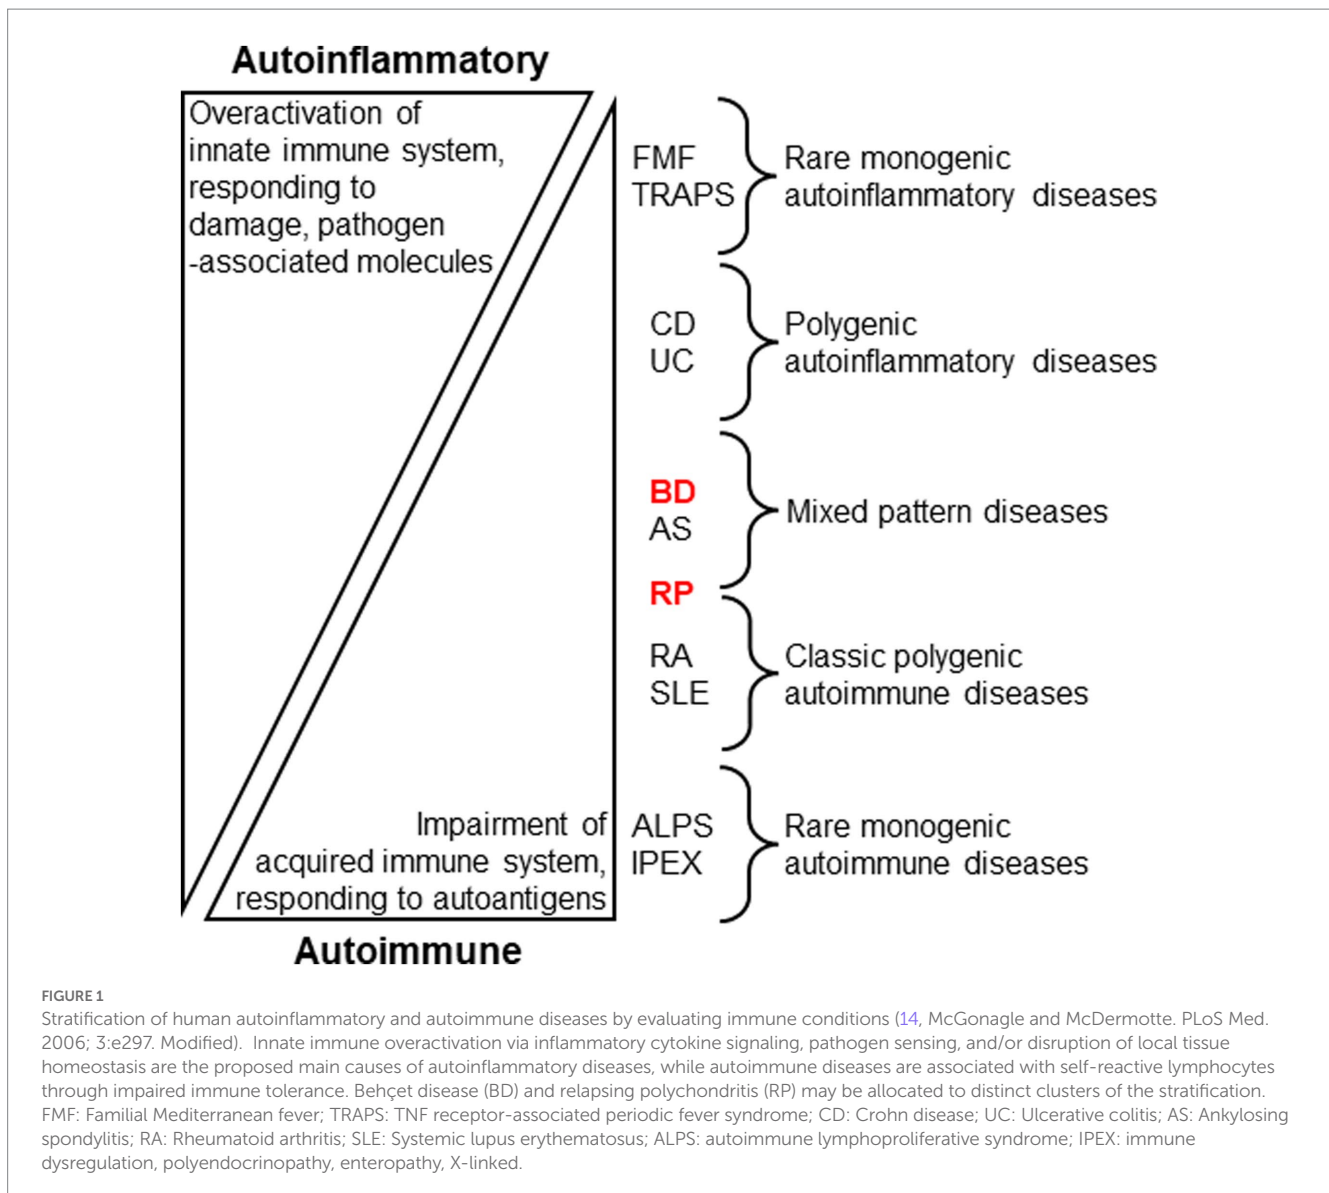 Autoinflammatory
Overactivation of
innate immune system,
responding to
damage, pathogen
-associated molecules
FMF
TRAPS
Rare monogenic
autoinflammatory diseases
CD
UC
Polygenic
autoinflammatory diseases
BD
AS
Mixed pattern diseases
RP
RA
SLE
Classic polygenic
autoimmune diseases
Impairment of
acquired immune system,
responding to autoantigens
ALPS
IPEX
Rare monogenic
autoimmune diseases
Autoimmune
FIGURE 1
Stratification of human autoinflammatory and autoimmune diseases by evaluating immune conditions (14, McGonagle and McDermotte. PLoS Med.
2006; 3:e297. Modified). Innate immune overactivation via inflammatory cytokine signaling, pathogen sensing, and/or disruption of local tissue
homeostasis are the proposed main causes of autoinflammatory diseases, while autoimmune diseases are associated with self-reactive lymphocytes
through impaired immune tolerance. Behçet disease (BD) and relapsing polychondritis (RP) may be allocated to distinct clusters of the stratification.
FMF: Familial Mediterranean fever; TRAPS: TNF receptor-associated periodic fever syndrome; CD: Crohn disease; UC: Ulcerative colitis; AS: Ankylosing
spondylitis; RA: Rheumatoid arthritis; SLE: Systemic lupus erythematosus; ALPS: autoimmune lymphoproliferative syndrome; IPEX: immune
dysregulation, polyendocrinopathy, enteropathy, X-linked.